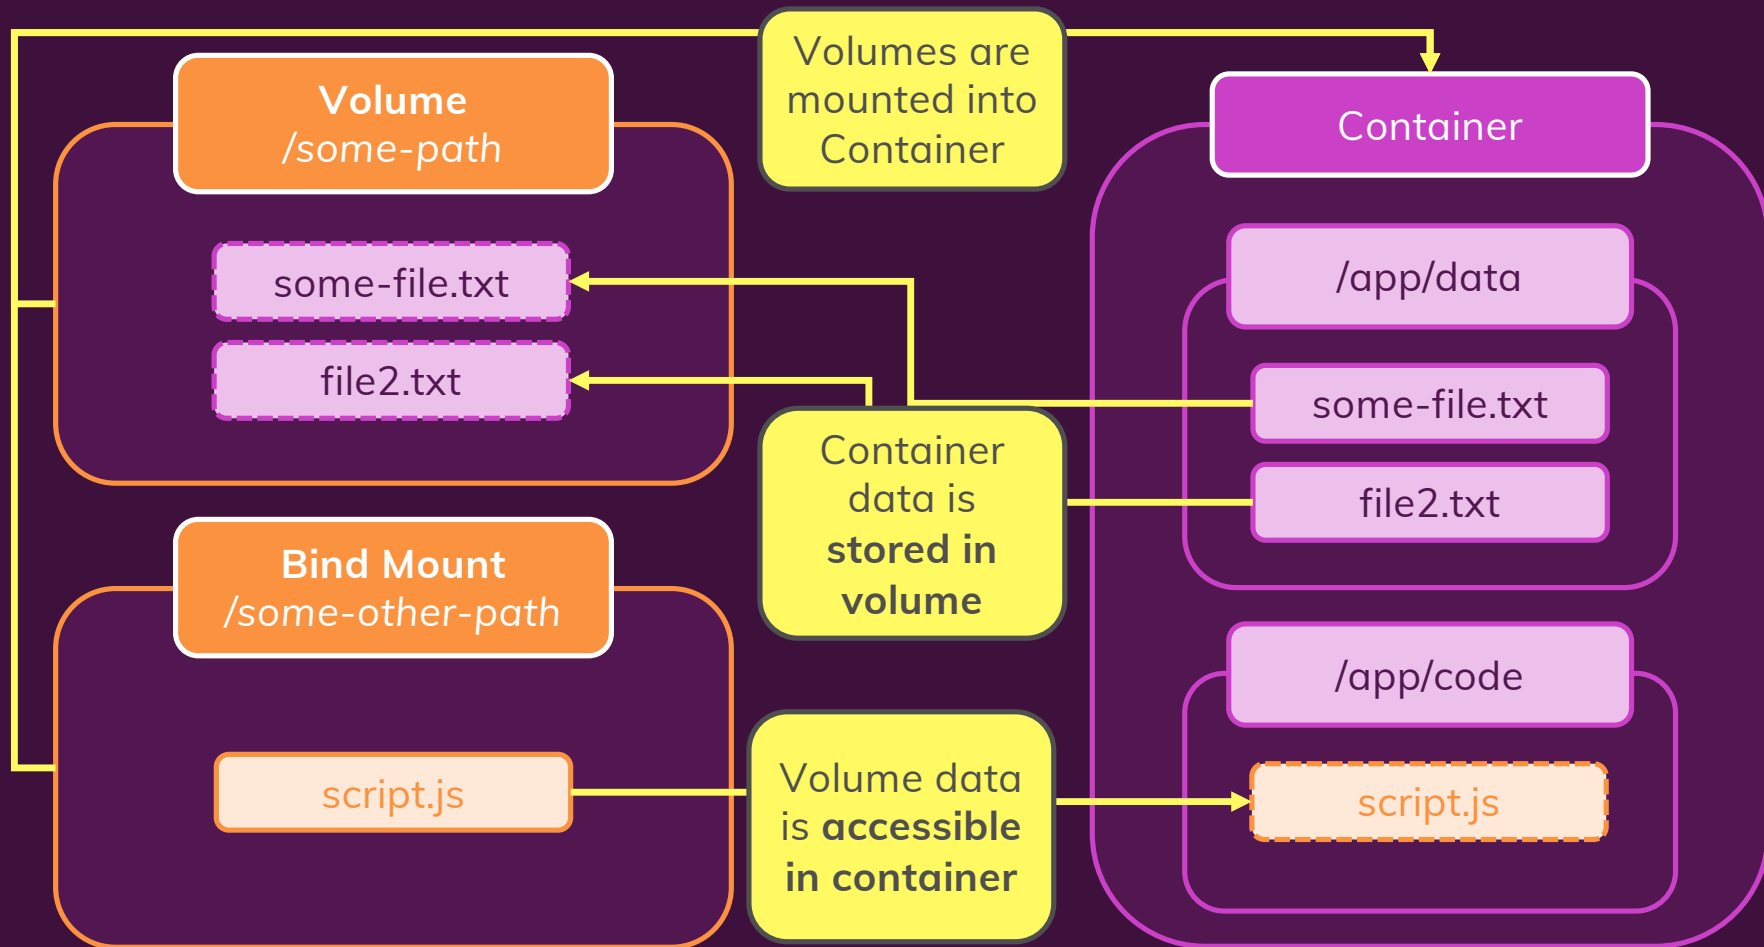 Volume
/some-path
some-file.txt
file2.txt
Bind Mount
/some-other-path
script.js
Volumes are
mounted into
Container
Container
data is
stored in
volume
Volume data
is accessible
in container
Container
/app/data
some-file.txt
file2.txt
/app/code
script.js